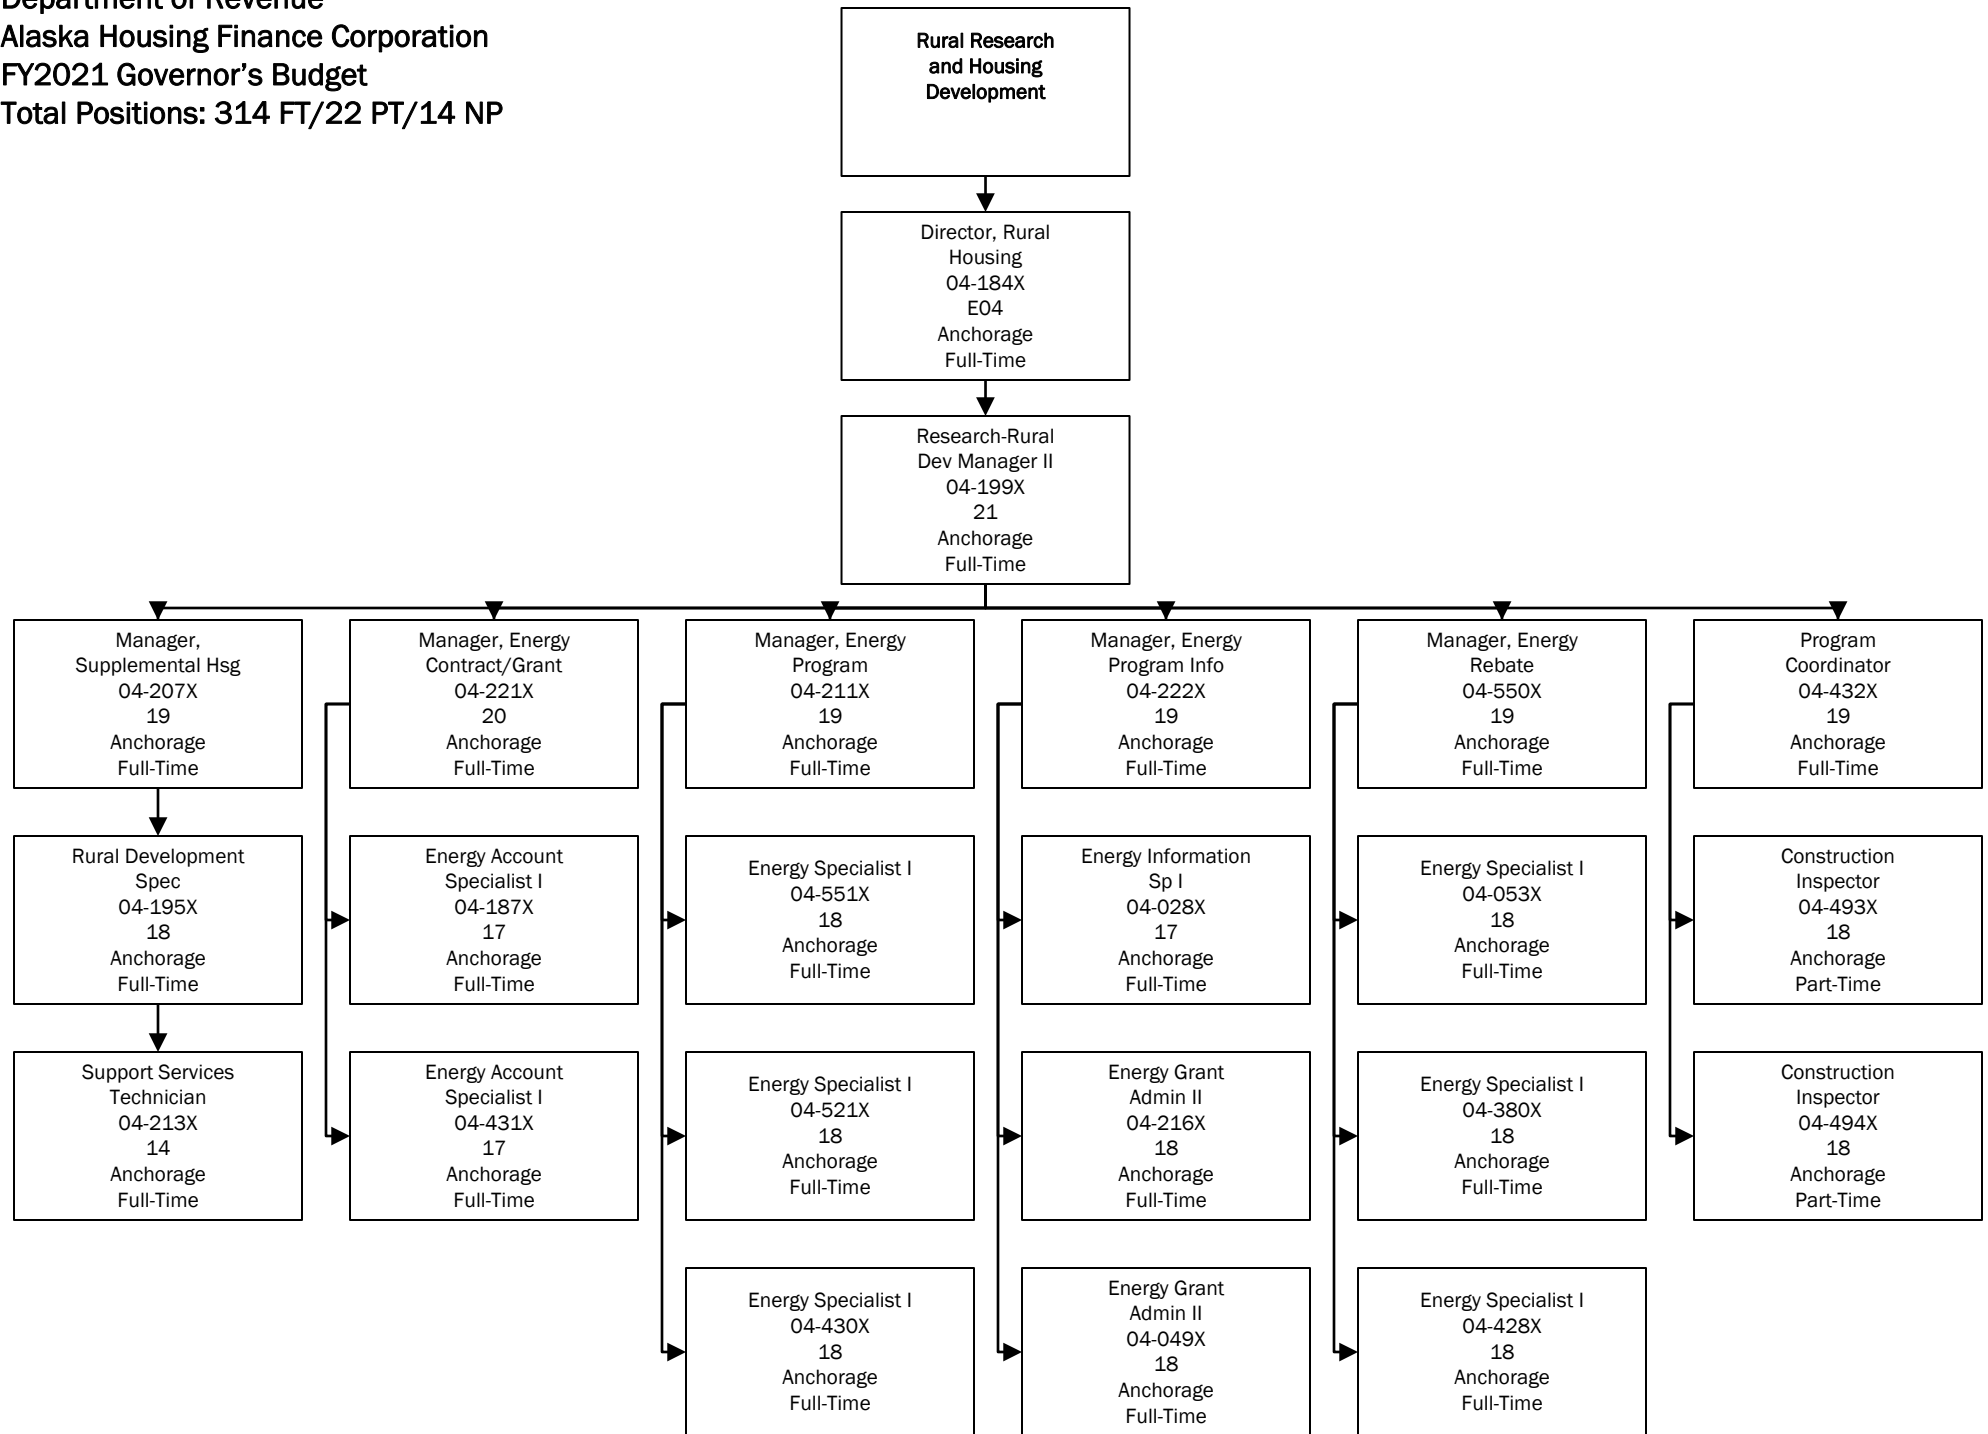 Department of Revenue
Alaska Housing Finance Corporation
FY2021 Governor's Budget
Total Positions: 314 FT/22 PT/14 NP
Rural Research
and Housing
Development
Director, Rural
Housing
04-184X
E04
Anchorage
Full-Time
Research-Rural
Dev Manager II
04-199X
21
Anchorage
Full-Time
Manager,
Supplemental Hsg
04-207X
19
Anchorage
Full-Time
Manager, Energy
Contract/Grant
04-221X
20
Anchorage
Full-Time
Manager, Energy
Program
04-211X
19
Anchorage
Full-Time
Manager, Energy
Program Info
04-222X
19
Anchorage
Full-Time
Manager, Energy
Rebate
04-550X
19
Anchorage
Full-Time
Program
Coordinator
04-432X
19
Anchorage
Full-Time
Rural Development
Spec
04-195X
18
Anchorage
Full-Time
Energy Account
Specialist I
04-187X
17
Anchorage
Full-Time
Energy Specialist I
04-551X
18
Anchorage
Full-Time
Energy Information
Sp I
04-028X
17
Anchorage
Full-Time
Energy Specialist I
04-053X
18
Anchorage
Full-Time
Construction
Inspector
04-493X
18
Anchorage
Part-Time
Support Services
Technician
04-213X
14
Anchorage
Full-Time
Energy Account
Specialist I
04-431X
17
Anchorage
Full-Time
Energy Specialist I
04-521X
18
Anchorage
Full-Time
Energy Grant
Admin II
04-216X
18
Anchorage
Full-Time
Energy Specialist I
04-380X
18
Anchorage
Full-Time
Construction
Inspector
04-494X
18
Anchorage
Part-Time
Energy Specialist I
04-430X
18
Anchorage
Full-Time
Energy Grant
Admin II
04-049X
18
Anchorage
Full-Time
Energy Specialist I
04-428X
18
Anchorage
Full-Time